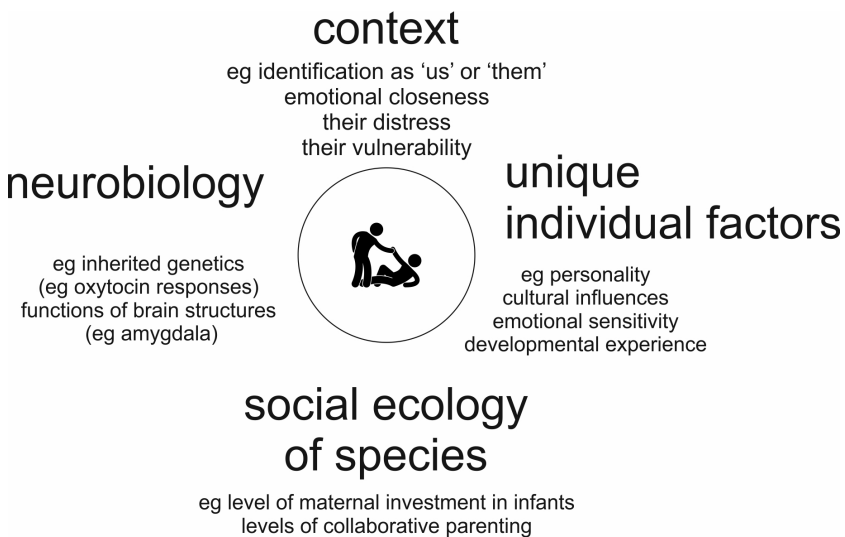 context
eg identification as ‘us’ or ‘them’
emotional closeness
their distress
their vulnerability
neurobiology
eg inherited genetics
(eg oxytocin responses)
functions of brain structures
(eg amygdala)
unique
individual factors
eg personality
cultural influences
emotional sensitivity
developmental experience
social ecology
of species
eg level of maternal investment in infants
levels of collaborative parenting